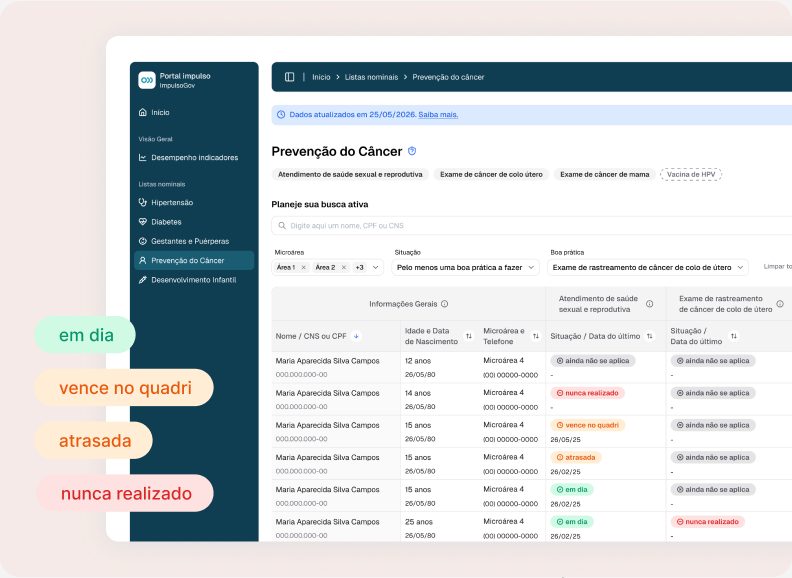 Portal impulso
ImpulsoGov
Início
Visão Geral
Desempenho indicadores
Listas nominais
Hipertensão
Diabetes
Gestantes e Puérperas
Prevenção do Câncer
Desenvolvimento Infantil
em dia
vence no quadri
atrasada
nunca realizado
Início > Listas nominais > Prevenção do câncer
Dados atualizados em 25/05/2026. Saiba mais.
Prevenção do Câncer
Atendimento de saúde sexual e reprodutiva Exame de câncer de colo útero Exame de câncer de mama Vacina de HPV
Planeje sua busca ativa
Digite aqui um nome, CPF ou CNS
Microárea Situação Boa prática
Área 1 × Área 2 × +3 Pelo menos uma boa prática a fazer Exame de rastreamento de câncer de colo de útero Limpar to
Informações Gerais Atendimento de saúde sexual e reprodutiva Exame de rastreamento de câncer de colo de útero
Nome / CNS ou CPF Idade e Data de Nascimento Microárea e Telefone Situação / Data do último Situação / Data do último
Maria Aparecida Silva Campos 12 anos Microárea 4 ainda não se aplica ainda não se aplica
000.000.000-00 26/05/80 (00) 00000-0000 - -
Maria Aparecida Silva Campos 14 anos Microárea 4 nunca realizado ainda não se aplica
000.000.000-00 26/05/80 (00) 00000-0000 - -
Maria Aparecida Silva Campos 15 anos Microárea 4 vence no quadri ainda não se aplica
000.000.000-00 26/05/80 (00) 00000-0000 26/05/25 -
Maria Aparecida Silva Campos 15 anos Microárea 4 atrasada ainda não se aplica
000.000.000-00 26/05/80 (00) 00000-0000 26/02/25 -
Maria Aparecida Silva Campos 15 anos Microárea 4 em dia ainda não se aplica
000.000.000-00 26/05/80 (00) 00000-0000 26/02/25 -
Maria Aparecida Silva Campos 25 anos Microárea 4 em dia nunca realizado
000.000.000-00 26/05/80 (00) 00000-0000 26/02/25 -